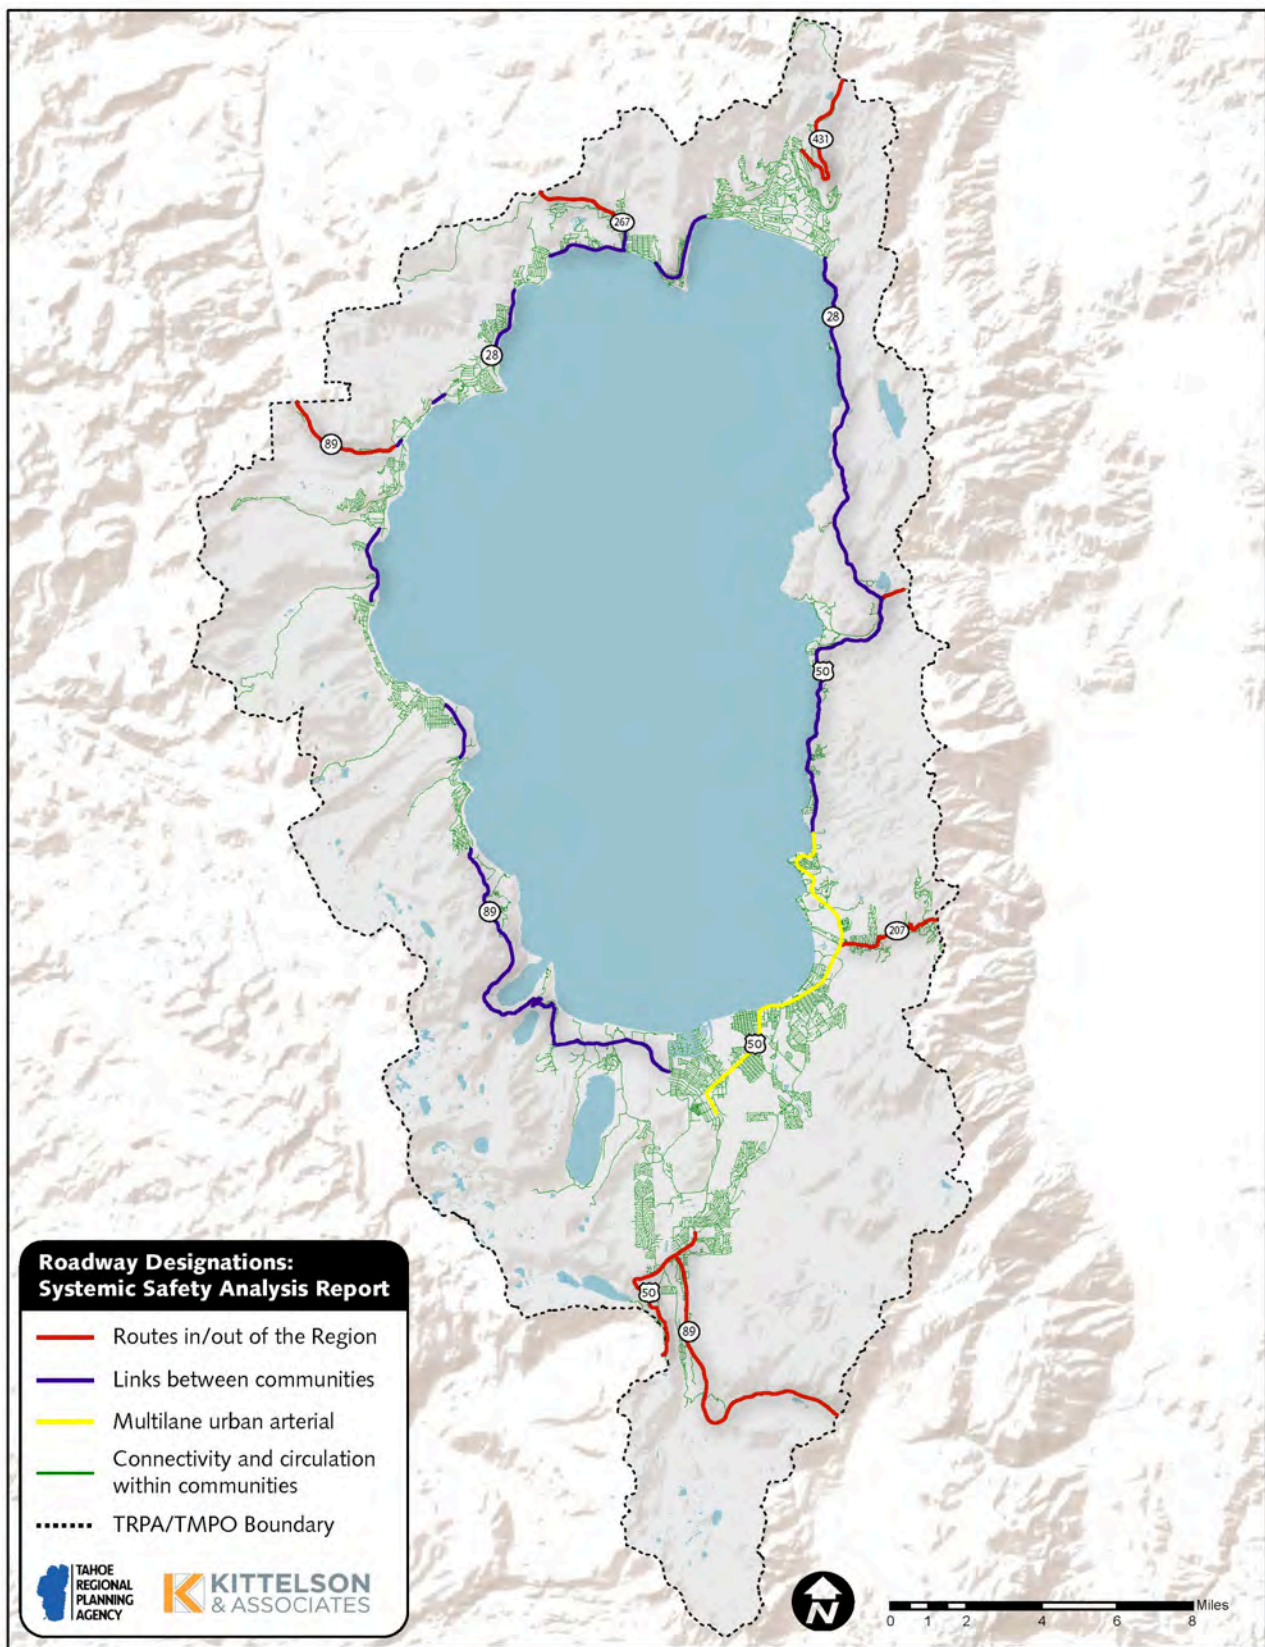 431
267
28
28
89
50
89
207
50
50
89
Roadway Designations:
Systemic Safety Analysis Report
Routes in/out of the Region
Links between communities
Multilane urban arterial
Connectivity and circulation
within communities
TRPA/TMPO Boundary
TAHOE
REGIONAL
PLANNING
AGENCY
KITTELSON
& ASSOCIATES
N
Miles
0 1 2 4 6 8